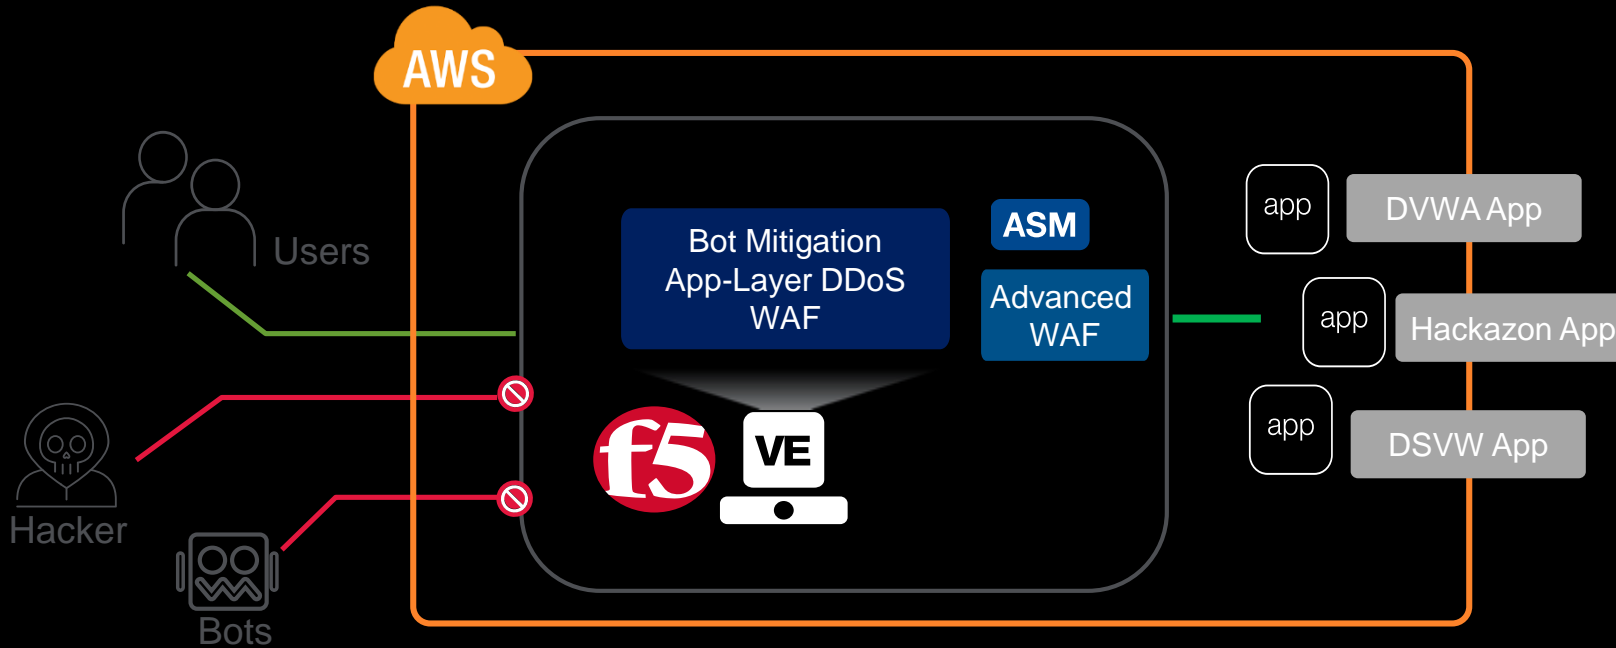 AWS
Users
Hacker
Bots
Bot Mitigation
App-Layer DDoS
WAF
ASM
Advanced
WAF
f5
VE
app
DVWA App
app
Hackazon App
app
DSVW App